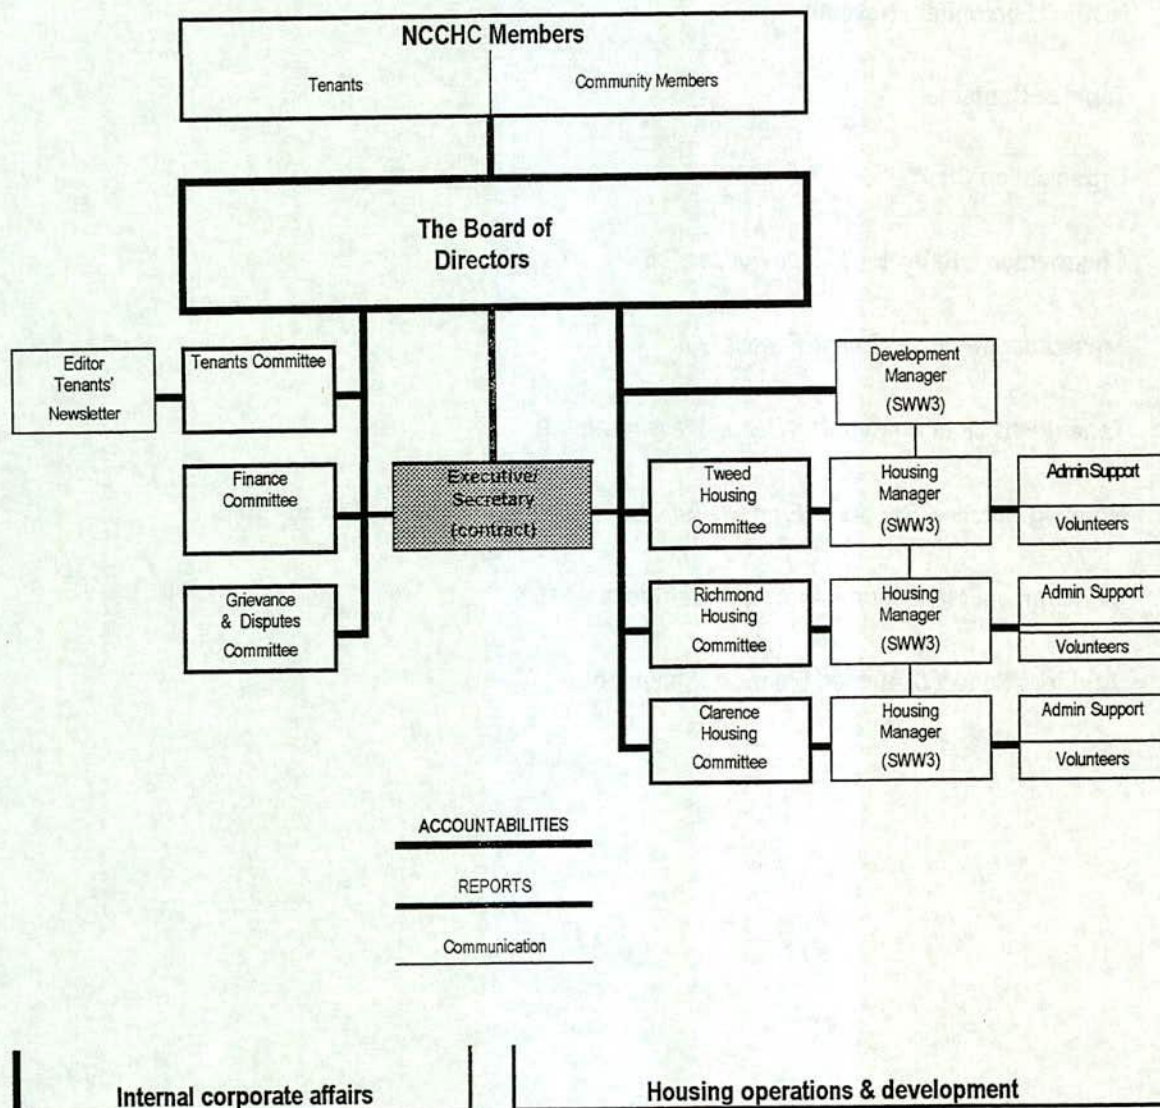 NCCHC Members
Tenants
Community Members
The Board of
Directors
Editor
Tenants'
Newsletter
Tenants Committee
Development
Manager
(SWW3)
Finance
Committee
Executive/
Secretary
(contract)
Tweed
Housing
Committee
Housing
Manager
(SWW3)
Admin Support
Volunteers
Grievance
& Disputes
Committee
Richmond
Housing
Committee
Housing
Manager
(SWW3)
Admin Support
Volunteers
Clarence
Housing
Committee
Housing
Manager
(SWW3)
Admin Support
Volunteers
ACCOUNTABILITIES
REPORTS
Communication
Internal corporate affairs
Housing operations & development